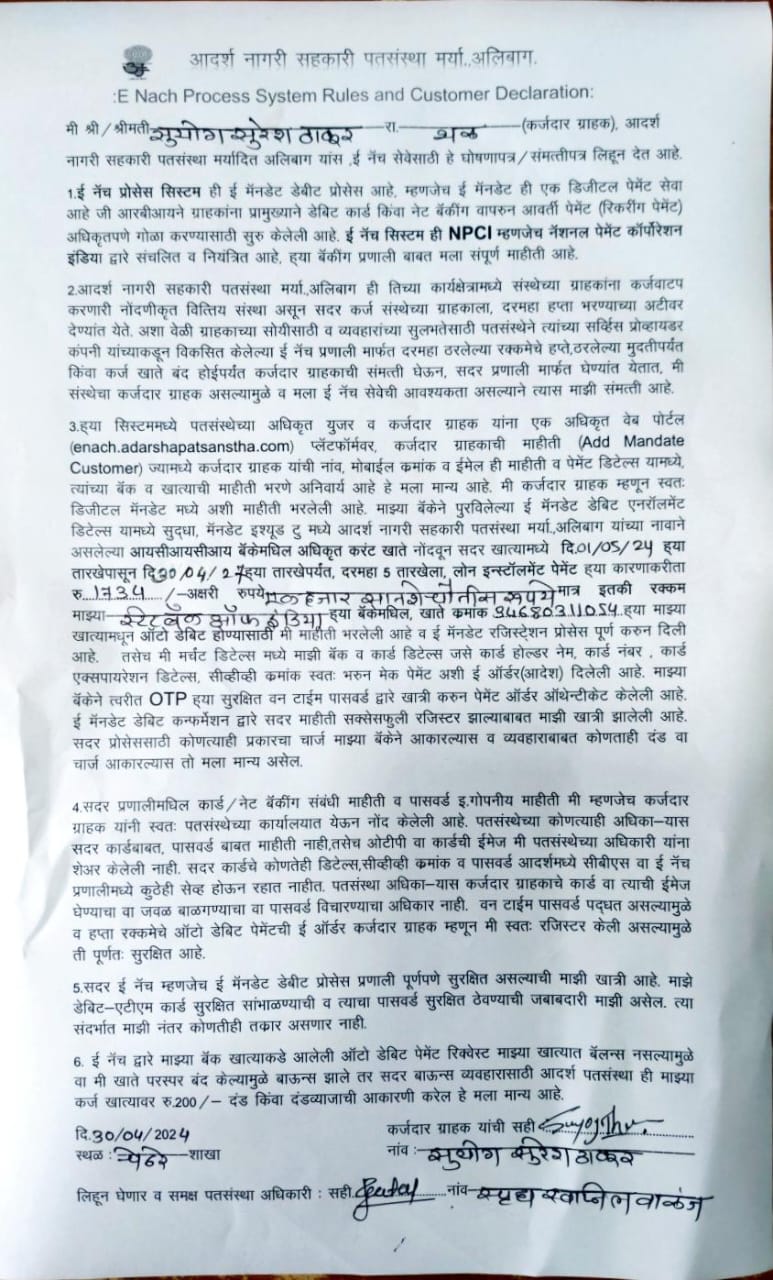 आदर्श नागरी सहकारी पतसंस्था मर्या.,अलिबाग.
:E Nach Process System Rules and Customer Declaration:
मी श्री/श्रीमती सुयोग सुरेश ठाकुर रा. थळ (कर्जदार ग्राहक), आदर्श
नागरी सहकारी पतसंस्था मर्यादित अलिबाग यांस ,ई नॅच सेवेसाठी हे घोषणापत्र/संमत्तीपत्र लिहून देत आहे.
1.ई नॅच प्रोसेस सिस्टम ही ई मॅनडेट डेबीट प्रोसेस आहे, म्हणजेच ई मॅनडेट ही एक डिजीटल पेमेंट सेवा
आहे जी आरबीआयने ग्राहकांना प्रामुख्याने डेबिट कार्ड किंवा नेट बॅकींग वापरुन आवर्ती पेमेंट (रिकरींग पेमेंट)
अधिकृतपणे गोळा करण्यासाठी सुरु केलेली आहे. ई नॅच सिस्टम ही NPCI म्हणजेच नॅशनल पेमेंट कॉर्पोरेशन
इंडिया द्वारे संचलित व नियंत्रित आहे, ह्या बॅकींग प्रणाली बाबत मला संपूर्ण माहीती आहे.
2.आदर्श नागरी सहकारी पतसंस्था मर्या.,अलिबाग ही तिच्या कार्यक्षेत्रामध्ये संस्थेच्या ग्राहकांना कर्जवाटप
करणारी नोंदणीकृत वित्तिय संस्था असून सदर कर्ज संस्थेच्या ग्राहकाला, दरमहा हप्ता भरण्याच्या अटीवर
देण्यांत येते. अशा वेळी ग्राहकाच्या सोयीसाठी व व्यवहारांच्या सुलभतेसाठी पतसंस्थेने त्यांच्या सर्व्हिस प्रोव्हायडर
कंपनी यांच्याकडून विकसित केलेल्या ई नॅच प्रणाली मार्फत दरमहा ठरलेल्या रक्कमेचे हप्ते,ठरलेल्या मुदतीपर्यत
किंवा कर्ज खाते बंद होईपर्यंत कर्जदार ग्राहकाची संमत्ती घेऊन, सदर प्रणाली मार्फत घेण्यांत येतात, मी
संस्थेचा कर्जदार ग्राहक असल्यामुळे व मला ई नॅच सेवेची आवश्यकता असल्याने त्यास माझी संमत्ती आहे.
3.ह्या सिस्टममध्ये पतसंस्थेच्या अधिकृत युजर व कर्जदार ग्राहक यांना एक अधिकृत वेब पोर्टल
(enach.adarshapatsanstha.com) प्लॅटफॉर्मवर, कर्जदार ग्राहकाची माहीती (Add Mandate
Customer) ज्यामध्ये कर्जदार ग्राहक यांची नांव, मोबाईल क्रमांक व ईमेल ही माहीती व पेमेंट डिटेल्स यामध्ये,
त्यांच्या बॅक व खात्याची माहीती भरणे अनिवार्य आहे हे मला मान्य आहे. मी कर्जदार ग्राहक म्हणून स्वतः
डिजीटल मॅनडेट मध्ये अशी माहीती भरलेली आहे. माझ्या बॅकेने पुरविलेल्या ई मॅनडेट डेबिट एनरॉलमेंट
डिटेल्स यामध्ये सुद्धा, मॅनडेट इश्यूड टु मध्ये आदर्श नागरी सहकारी पतसंस्था मर्या.,अलिबाग यांच्या नावाने
असलेल्या आयसीआयसीआय बॅकेमधिल अधिकृत करंट खाते नोंदवून सदर खात्यामध्ये दि.01/05/24 ह्या
तारखेपासून दि.30/04/27 ह्या तारखेपर्यंत, दरमहा 5 तारखेला, लोन इन्स्टॉलमेंट पेमेंट ह्या कारणाकरीता
रु.1734/-अक्षरी रुपये एक हजार सातशे चौतीस रुपये मात्र इतकी रक्कम
माझ्या स्टेट बँक ऑफ इंडिया ह्या बॅकेमधिल, खाते कमांक 34680311054.ह्या माझ्या
खात्यामधून ऑटो डेबिट होण्यासाठी मी माहीती भरलेली आहे व ई मॅनडेट रजिस्ट्रेशन प्रोसेस पूर्ण करुन दिली
आहे. तसेच मी मर्चंट डिटेल्स मध्ये माझी बॅक व कार्ड डिटेल्स जसे कार्ड होल्डर नेम, कार्ड नंबर , कार्ड
एक्सपायरेशन डिटेल्स, सीव्हीव्ही कमांक स्वतः भरुन मेक पेमेंट अशी ई ऑर्डर(आदेश) दिलेली आहे. माझ्या
बॅकेने त्वरीत OTP ह्या सुरक्षित वन टाईम पासवर्ड द्वारे खात्री करुन पेमेंट ऑर्डर ऑथेन्टीकेट केलेली आहे.
ई मॅनडेट डेबिट कन्फर्मेशन द्वारे सदर माहीती सक्सेसफुली रजिस्टर झाल्याबाबत माझी खात्री झालेली आहे.
सदर प्रोसेससाठी कोणत्याही प्रकारचा चार्ज माझ्या बॅकेने आकारल्यास व व्यवहाराबाबत कोणताही दंड वा
चार्ज आकारल्यास तो मला मान्य असेल.
4.सदर प्रणालीमधिल कार्ड/नेट बॅकींग संबंधी माहीती व पासवर्ड इ.गोपनीय माहीती मी म्हणजेच कर्जदार
ग्राहक यांनी स्वतः पतसंस्थेच्या कार्यालयात येऊन नोंद केलेली आहे. पतसंस्थेच्या कोणत्याही अधिका–यास
सदर कार्डबाबत, पासवर्ड बाबत माहीती नाही,तसेच ओटीपी वा कार्डची ईमेज मी पतसंस्थेच्या अधिकारी यांना
शेअर केलेली नाही. सदर कार्डचे कोणतेही डिटेल्स,सीव्हीव्ही कमांक व पासवर्ड आदर्शमध्ये सीबीएस वा ई नॅच
प्रणालीमध्ये कुठेही सेव्ह होऊन रहात नाहीत. पतसंस्था अधिका–यास कर्जदार ग्राहकाचे कार्ड वा त्याची ईमेज
घेण्याचा वा जवळ बाळगण्याचा वा पासवर्ड विचारण्याचा अधिकार नाही. वन टाईम पासवर्ड पद्धत असल्यामुळे
व हप्ता रक्कमेचे ऑटो डेबिट पेमेंटची ई ऑर्डर कर्जदार ग्राहक म्हणून मी स्वतः रजिस्टर केली असल्यामुळे
ती पूर्णतः सुरक्षित आहे.
5.सदर ई नॅच म्हणजेच ई मॅनडेट डेबीट प्रोसेस प्रणाली पूर्णपणे सुरक्षित असल्याची माझी खात्री आहे. माझे
डेबिट–एटीएम कार्ड सुरक्षित सांभाळण्याची व त्याचा पासवर्ड सुरक्षित ठेवण्याची जबाबदारी माझी असेल. त्या
संदर्भात माझी नंतर कोणतीही तकार असणार नाही.
6. ई नॅच द्वारे माझ्या बॅक खात्याकडे आलेली ऑटो डेबिट पेमेंट रिक्वेस्ट माझ्या खात्यात बॅलन्स नसल्यामुळे
वा मी खाते परस्पर बंद केल्यामुळे बाऊन्स झाले तर सदर बाऊन्स व्यवहारासाठी आदर्श पतसंस्था ही माझ्या
कर्ज खात्यावर रु.200/– दंड किंवा दंडव्याजाची आकारणी करेल हे मला मान्य आहे.
दि.30/04/2024 कर्जदार ग्राहक यांची सही
स्थळ : चेंढरे शाखा नांव : सुयोग सुरेश ठाकुर
लिहून घेणार व समक्ष पतसंस्था अधिकारी : सही. नांव स्वप्निल वाळंज